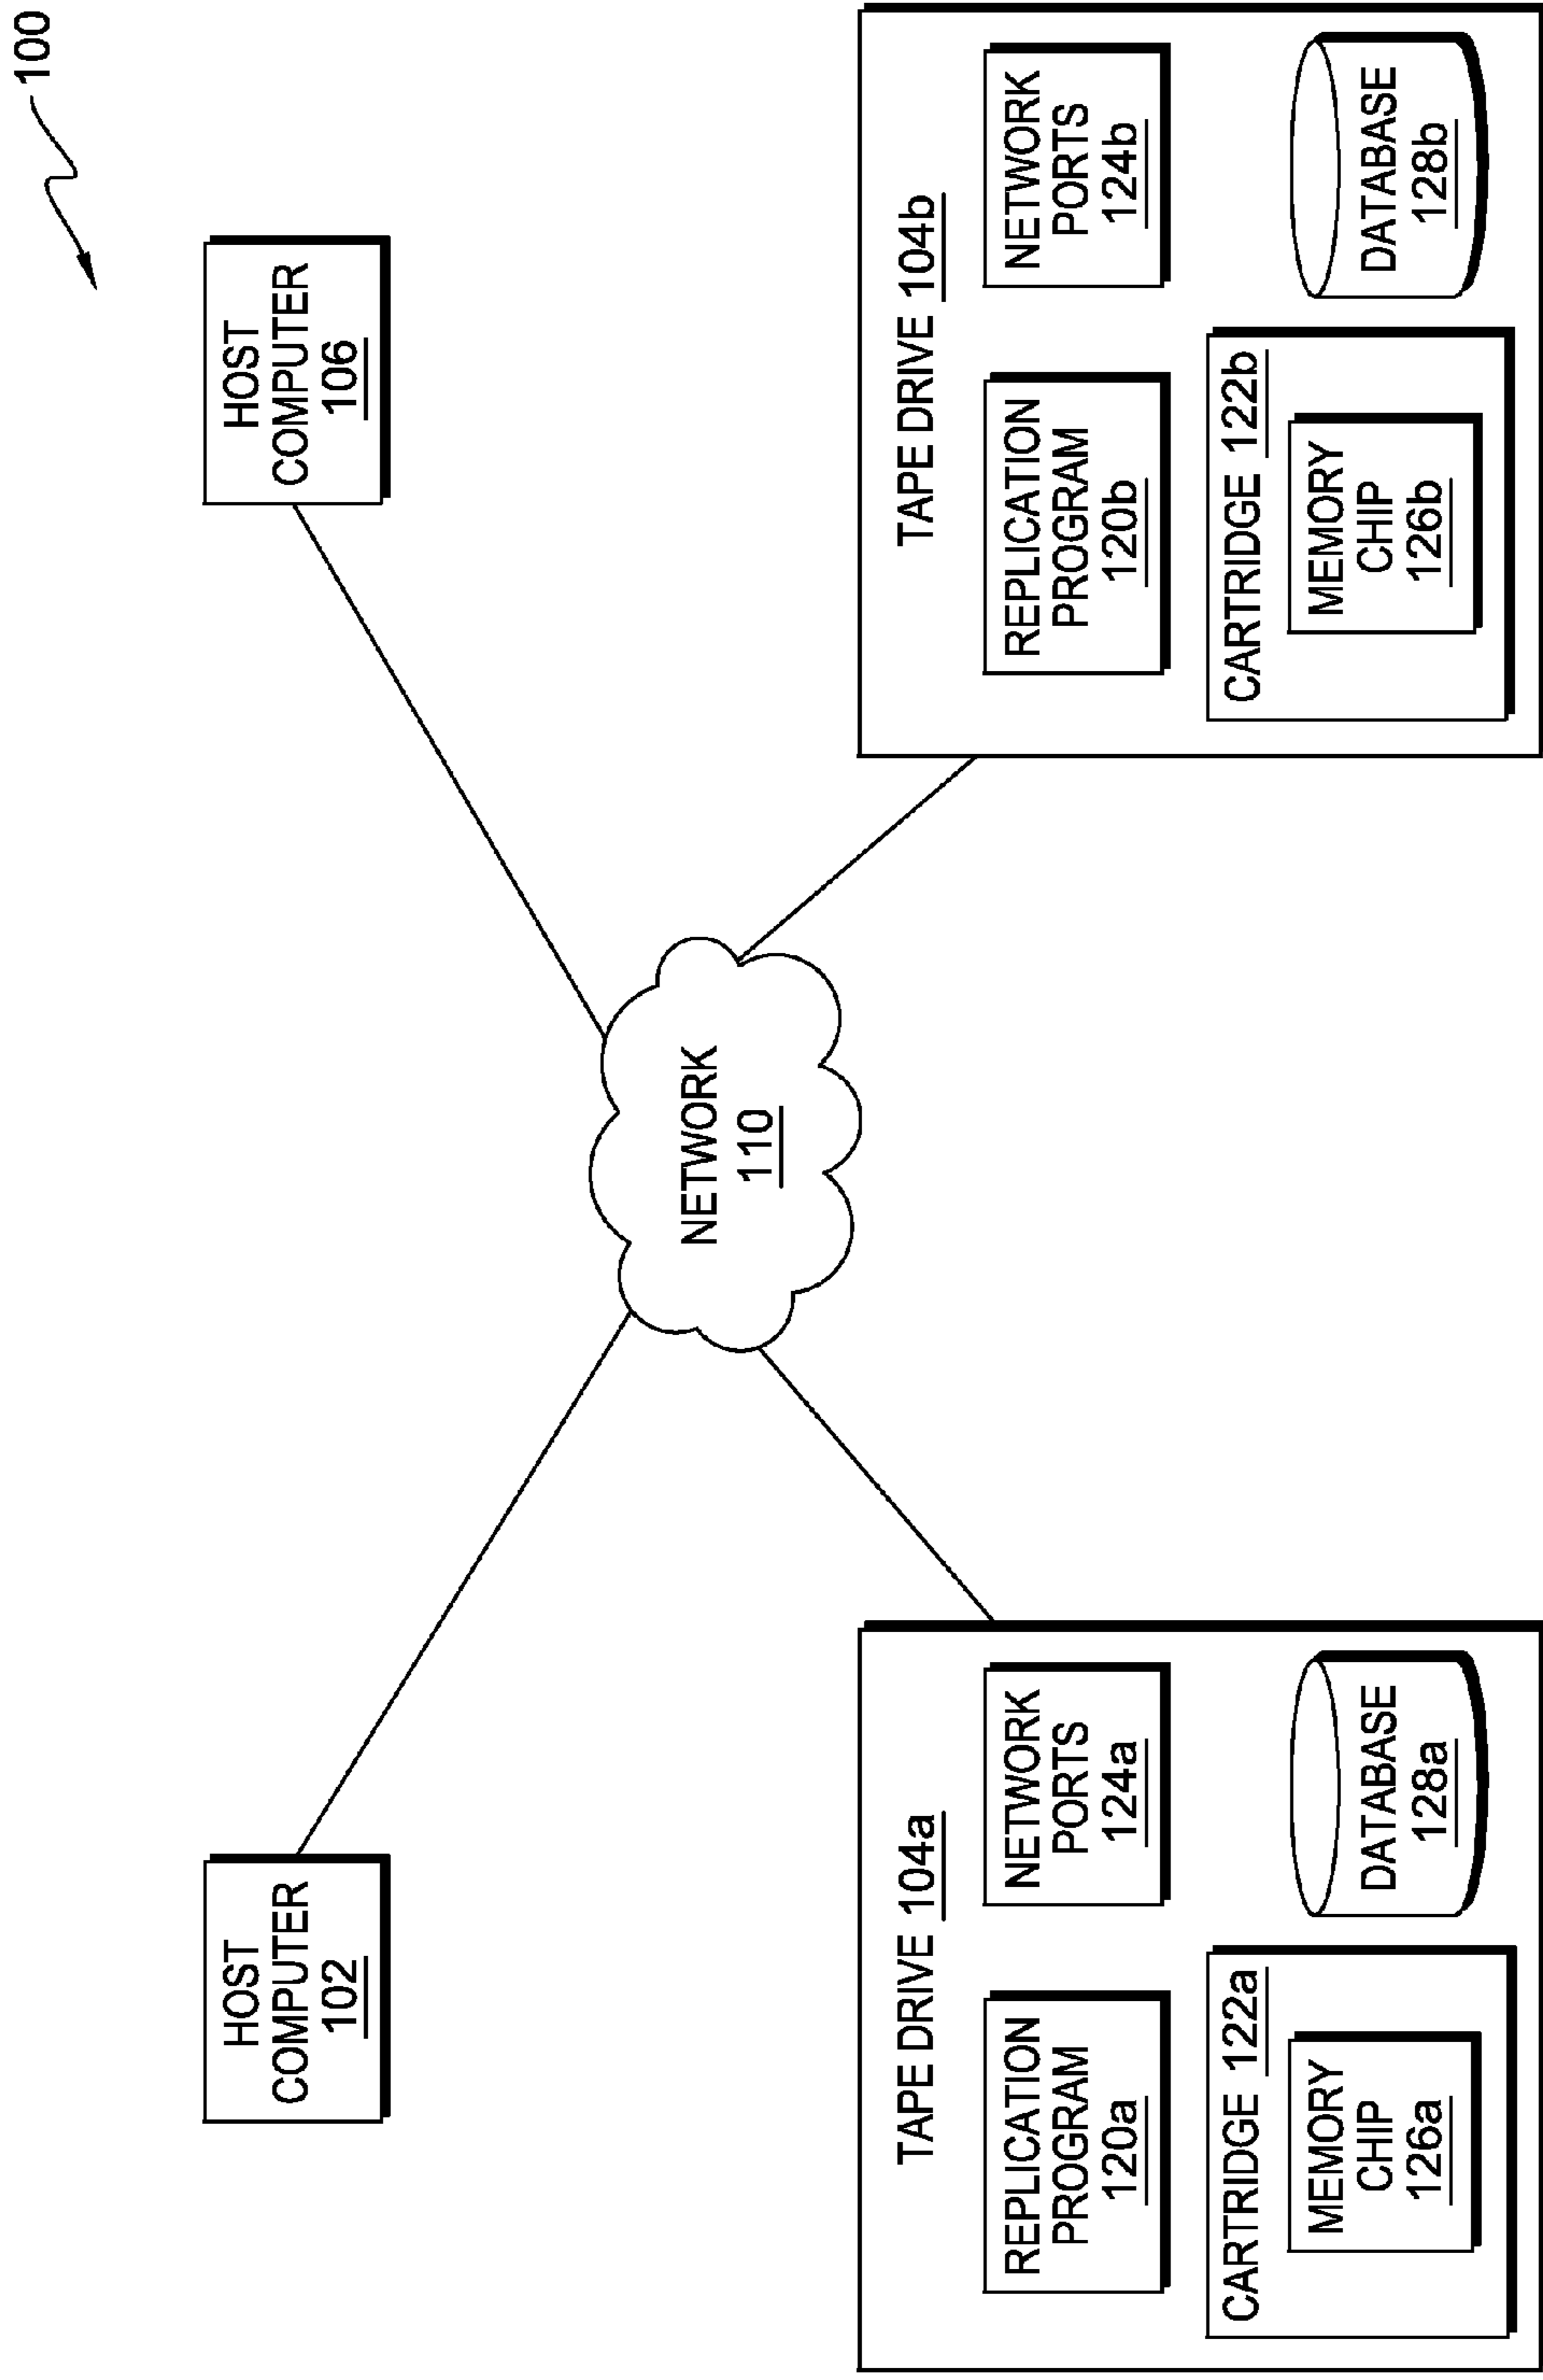 100
HOST
COMPUTER
102
HOST
COMPUTER
106
NETWORK
110
TAPE DRIVE 104a
REPLICATION
PROGRAM
120a
NETWORK
PORTS
124a
CARTRIDGE 122a
MEMORY
CHIP
126a
DATABASE
128a
TAPE DRIVE 104b
REPLICATION
PROGRAM
120b
NETWORK
PORTS
124b
CARTRIDGE 122b
MEMORY
CHIP
126b
DATABASE
128b